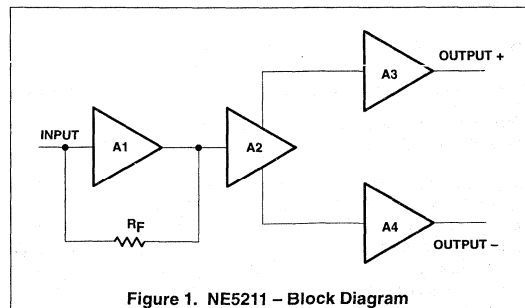 OUTPUT +
A3
INPUT
A1
A2
RF
A4
OUTPUT –
Figure 1. NE5211 – Block Diagram